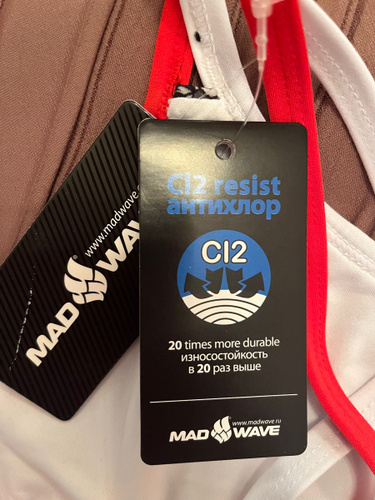 Cl2 resist
антихлор
Cl2
20 times more durable
износостойкость
в 20 раз выше
MAD WAVE
www.madwave.ru
www.madwave.ru
MAD WAVE